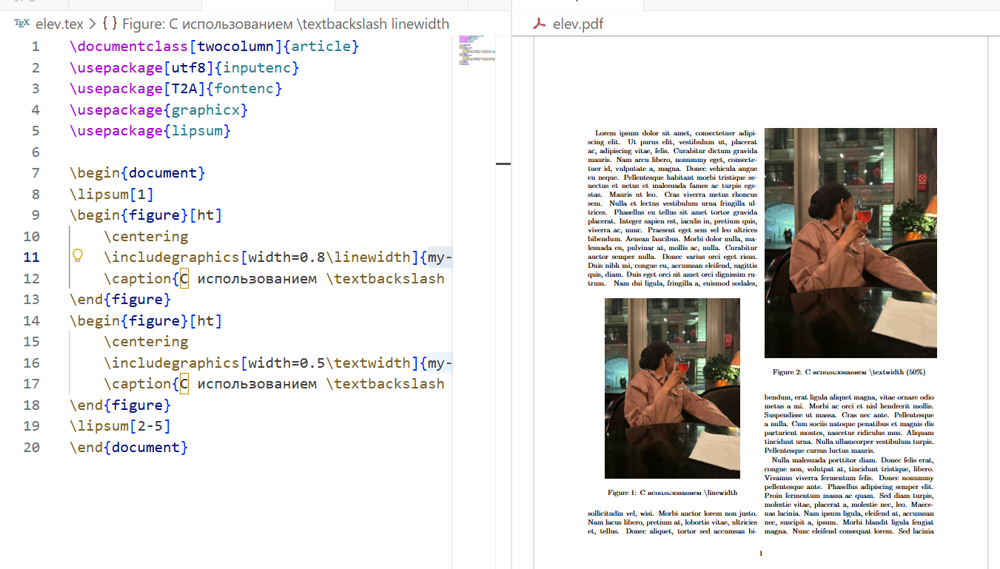 TEX elev.tex > {} Figure: С использованием \textbackslash linewidth
1 \documentclass[twocolumn]{article}
2 \usepackage[utf8]{inputenc}
3 \usepackage[T2A]{fontenc}
4 \usepackage{graphicx}
5 \usepackage{lipsum}
6
7 \begin{document}
8 \lipsum[1]
9 \begin{figure}[ht]
10 \centering
11 \includegraphics[width=0.8\linewidth]{my-
12 \caption{С использованием \textbackslash
13 \end{figure}
14 \begin{figure}[ht]
15 \centering
16 \includegraphics[width=0.5\textwidth]{my-
17 \caption{С использованием \textbackslash
18 \end{figure}
19 \lipsum[2-5]
20 \end{document}
elev.pdf
Lorem ipsum dolor sit amet, consectetuer adipi-
scing elit. Ut purus elit, vestibulum ut, placerat
ac, adipiscing vitae, felis. Curabitur dictum gravida
mauris. Nam arcu libero, nonummy eget, consecte-
tuer id, vulputate a, magna. Donec vehicula augue
eu neque. Pellentesque habitant morbi tristique se-
nectus et netus et malesuada fames ac turpis ege-
stas. Mauris ut leo. Cras viverra metus rhoncus
sem. Nulla et lectus vestibulum urna fringilla ul-
trices. Phasellus eu tellus sit amet tortor gravida
placerat. Integer sapien est, iaculis in, pretium quis,
viverra ac, nunc. Praesent eget sem vel leo ultrices
bibendum. Aenean faucibus. Morbi dolor nulla, ma-
lesuada eu, pulvinar at, mollis ac, nulla. Curabitur
auctor semper nulla. Donec varius orci eget risus.
Duis nibh mi, congue eu, accumsan eleifend, sagittis
quis, diam. Duis eget orci sit amet orci dignissim ru-
trum. Nam dui ligula, fringilla a, euismod sodales,
Figure 1: С использованием \linewidth
sollicitudin vel, wisi. Morbi auctor lorem non justo.
Nam lacus libero, pretium at, lobortis vitae, ultricies
et, tellus. Donec aliquet, tortor sed accumsan bi-
Figure 2: С использованием \textwidth (50%)
bendum, erat ligula aliquet magna, vitae ornare odio
metus a mi. Morbi ac orci et nisl hendrerit mollis.
Suspendisse ut massa. Cras nec ante. Pellentesque
a nulla. Cum sociis natoque penatibus et magnis dis
parturient montes, nascetur ridiculus mus. Aliquam
tincidunt urna. Nulla ullamcorper vestibulum turpis.
Pellentesque cursus luctus mauris.
Nulla malesuada porttitor diam. Donec felis erat,
congue non, volutpat at, tincidunt tristique, libero.
Vivamus viverra fermentum felis. Donec nonummy
pellentesque ante. Phasellus adipiscing semper elit.
Proin fermentum massa ac quam. Sed diam turpis,
molestie vitae, placerat a, molestie nec, leo. Maece-
nas lacinia. Nam ipsum ligula, eleifend at, accumsan
nec, suscipit a, ipsum. Morbi blandit ligula feugiat
magna. Nunc eleifend consequat lorem. Sed lacinia
1